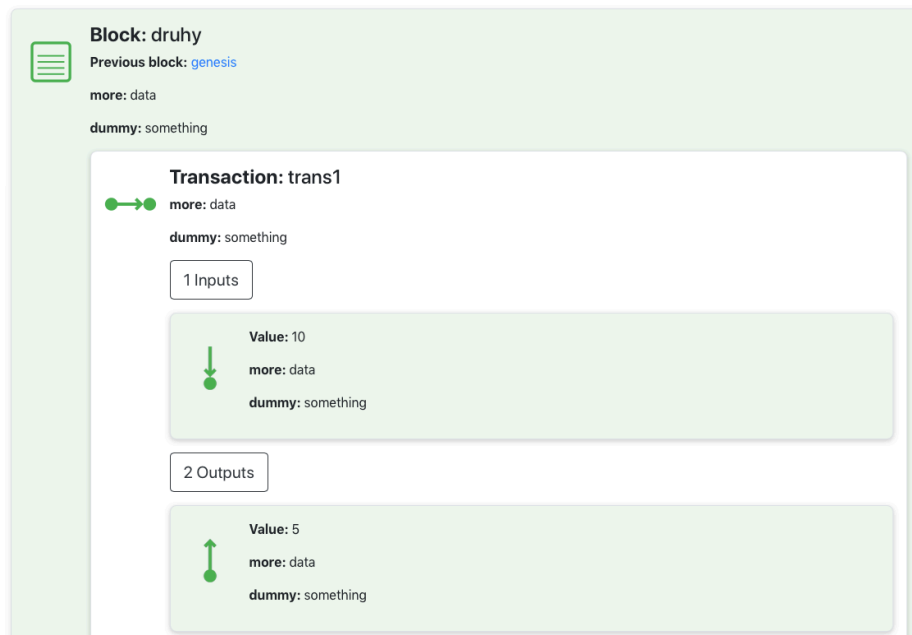 Block: druhy
Previous block: genesis
more: data
dummy: something
Transaction: trans1
more: data
dummy: something
1 Inputs
Value: 10
more: data
dummy: something
2 Outputs
Value: 5
more: data
dummy: something